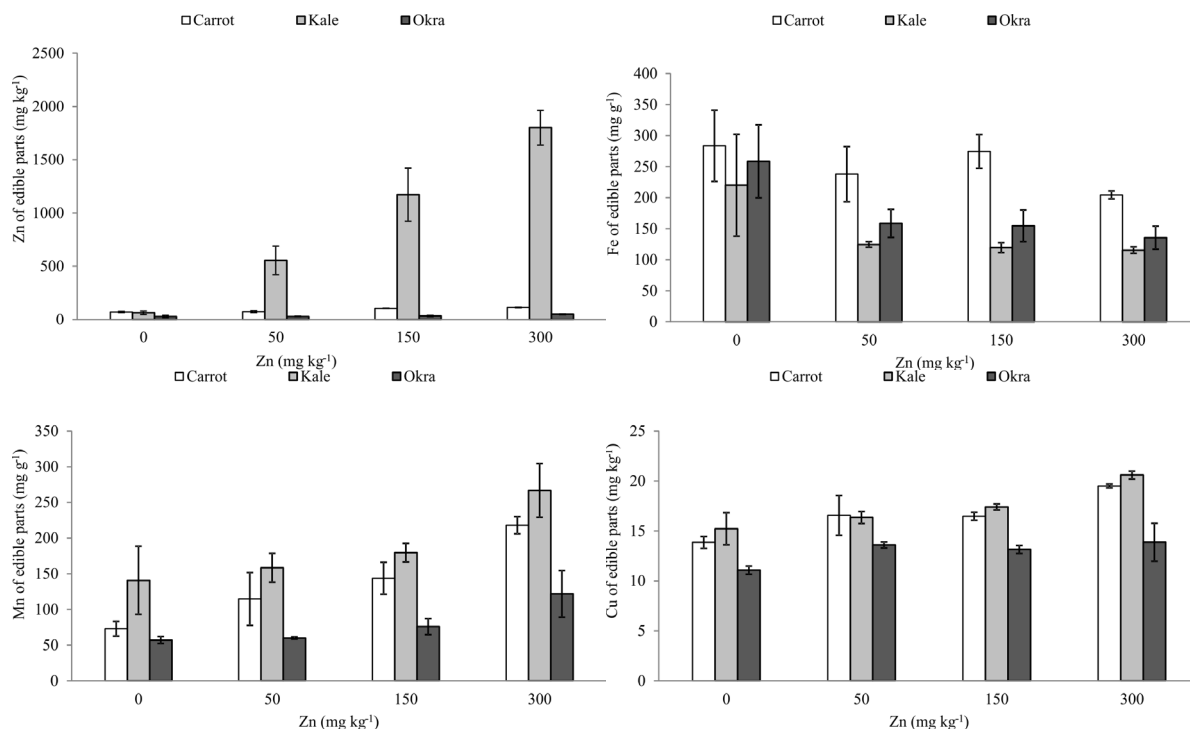 Carrot Kale Okra
Zn of edible parts (mg kg-1)
2500
2000
1500
1000
500
0
0 50 150 300
Zn (mg kg-1)
Carrot Kale Okra
Fe of edible parts (mg g-1)
400
350
300
250
200
150
100
50
0
0 50 150 300
Zn (mg kg-1)
Carrot Kale Okra
Mn of edible parts (mg g-1)
350
300
250
200
150
100
50
0
0 50 150 300
Zn (mg kg-1)
Carrot Kale Okra
Cu of edible parts (mg kg-1)
25
20
15
10
5
0
0 50 150 300
Zn (mg kg-1)